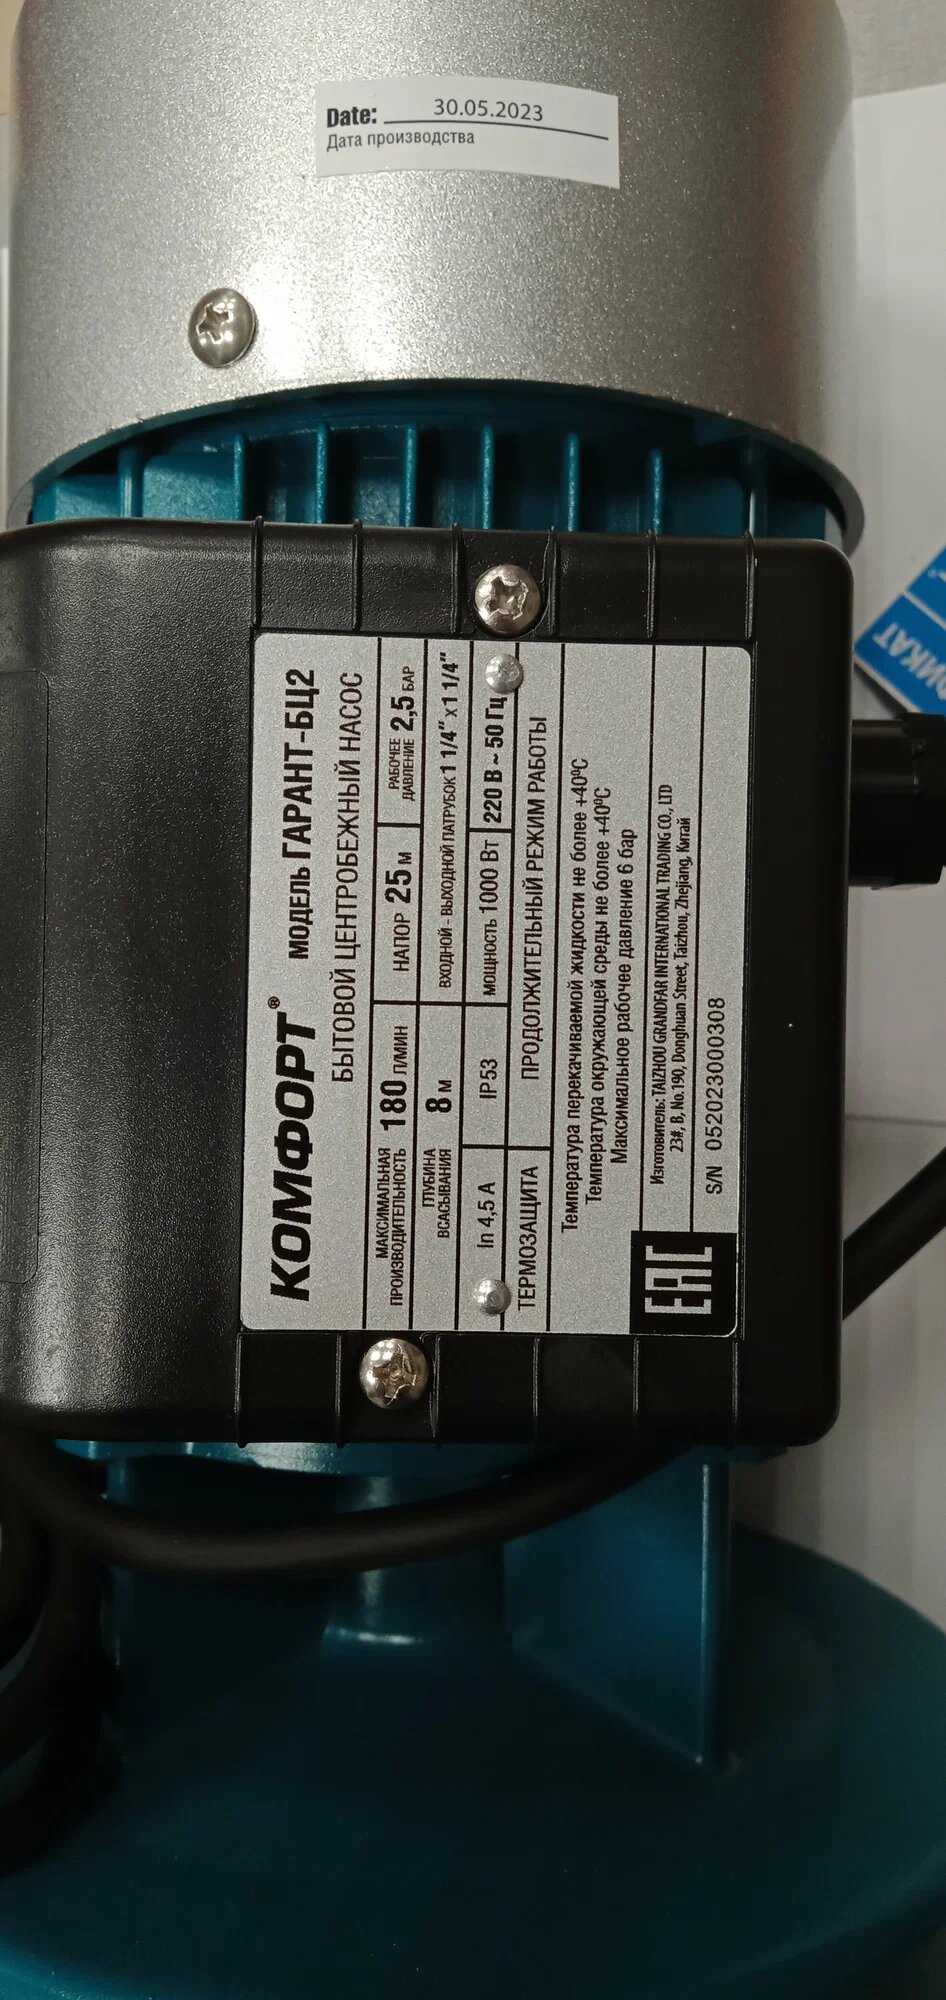 Date: 30.05.2023
Дата производства
КОМФОРТ® МОДЕЛЬ ГАРАНТ-БЦ2
БЫТОВОЙ ЦЕНТРОБЕЖНЫЙ НАСОС
МАКСИМАЛЬНАЯ ПРОИЗВОДИТЕЛЬНОСТЬ 180 Л/МИН НАПОР 25 М РАБОЧЕЕ ДАВЛЕНИЕ 2,5 БАР
ГЛУБИНА ВСАСЫВАНИЯ 8 М ВХОДНОЙ - ВЫХОДНОЙ ПАТРУБОК 1 1/4" x 1 1/4"
In 4,5 А IP53 МОЩНОСТЬ 1000 Вт 220 В ~ 50 Гц
ТЕРМОЗАЩИТА ПРОДОЛЖИТЕЛЬНЫЙ РЕЖИМ РАБОТЫ
Температура перекачиваемой жидкости не более +40ºС
Температура окружающей среды не более +40ºС
Максимальное рабочее давление 6 бар
EAC
Изготовитель: TAIZHOU GRANDFAR INTERNATIONAL TRADING CO., LTD
23#, B, No.190, Donghuan Street, Taizhou, Zhejiang, Китай
S/N 052023000308